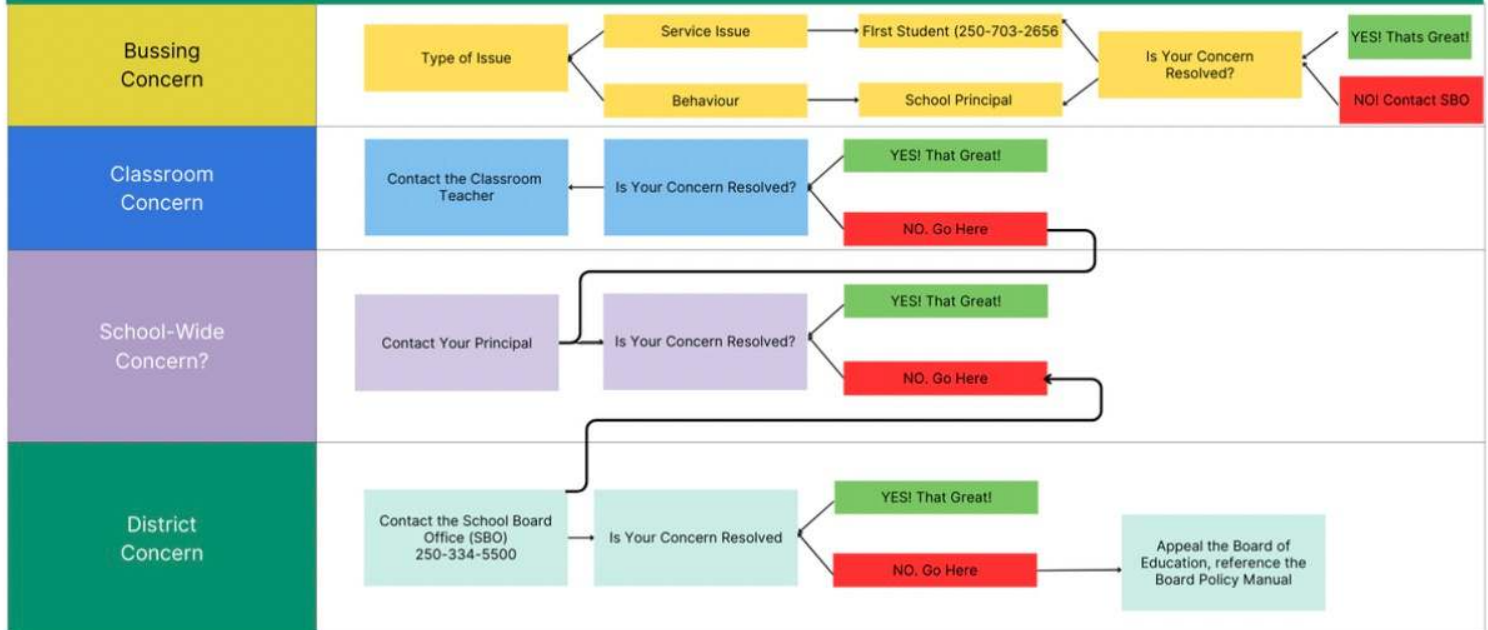 Bussing
Concern
Type of Issue
Service Issue
FIrst Student (250-703-2656
Behaviour
School Principal
Is Your Concern
Resolved?
YES! Thats Great!
NO! Contact SBO
Classroom
Concern
Contact the Classroom
Teacher
Is Your Concern Resolved?
YES! That Great!
NO. Go Here
School-Wide
Concern?
Contact Your Principal
Is Your Concern Resolved?
YES! That Great!
NO. Go Here
District
Concern
Contact the School Board
Office (SBO)
250-334-5500
Is Your Concern Resolved
YES! That Great!
NO. Go Here
Appeal the Board of
Education, reference the
Board Policy Manual